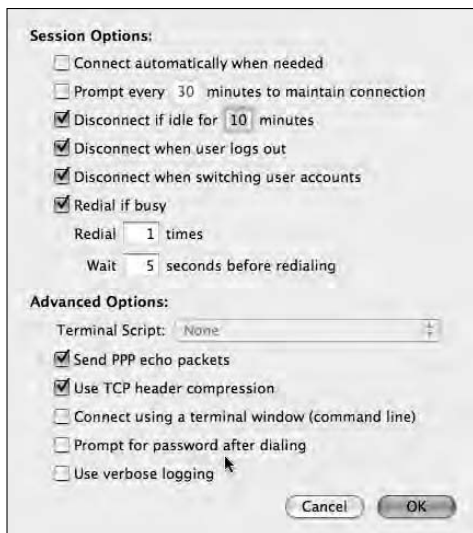 Session Options:
Connect automatically when needed
Prompt every 30 minutes to maintain connection
Disconnect if idle for 10 minutes
Disconnect when user logs out
Disconnect when switching user accounts
Redial if busy
Redial 1 times
Wait 5 seconds before redialing
Advanced Options:
Terminal Script: None
Send PPP echo packets
Use TCP header compression
Connect using a terminal window (command line)
Prompt for password after dialing
Use verbose logging
Cancel OK